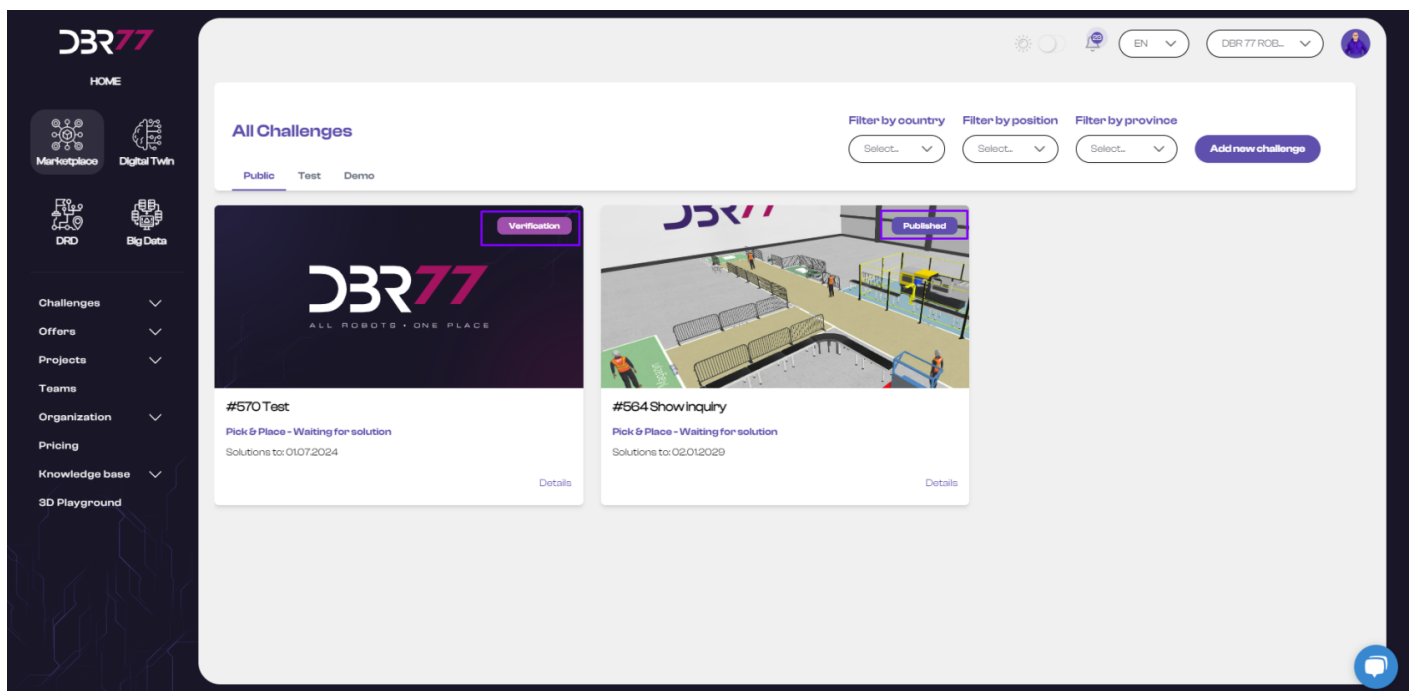 DBR77
HOME
Marketplace
Digital Twin
DRD
Big Data
Challenges
Offers
Projects
Teams
Organization
Pricing
Knowledge base
3D Playground
29
EN
DBR 77 ROB...
All Challenges
Filter by country
Filter by position
Filter by province
Select...
Select...
Select...
Add new challenge
Public
Test
Demo
Verification
DBR77
ALL ROBOTS • ONE PLACE
#570 Test
Pick & Place - Waiting for solution
Solutions to: 01.07.2024
Details
DBR77
Published
#564 Show inquiry
Pick & Place - Waiting for solution
Solutions to: 02.01.2029
Details